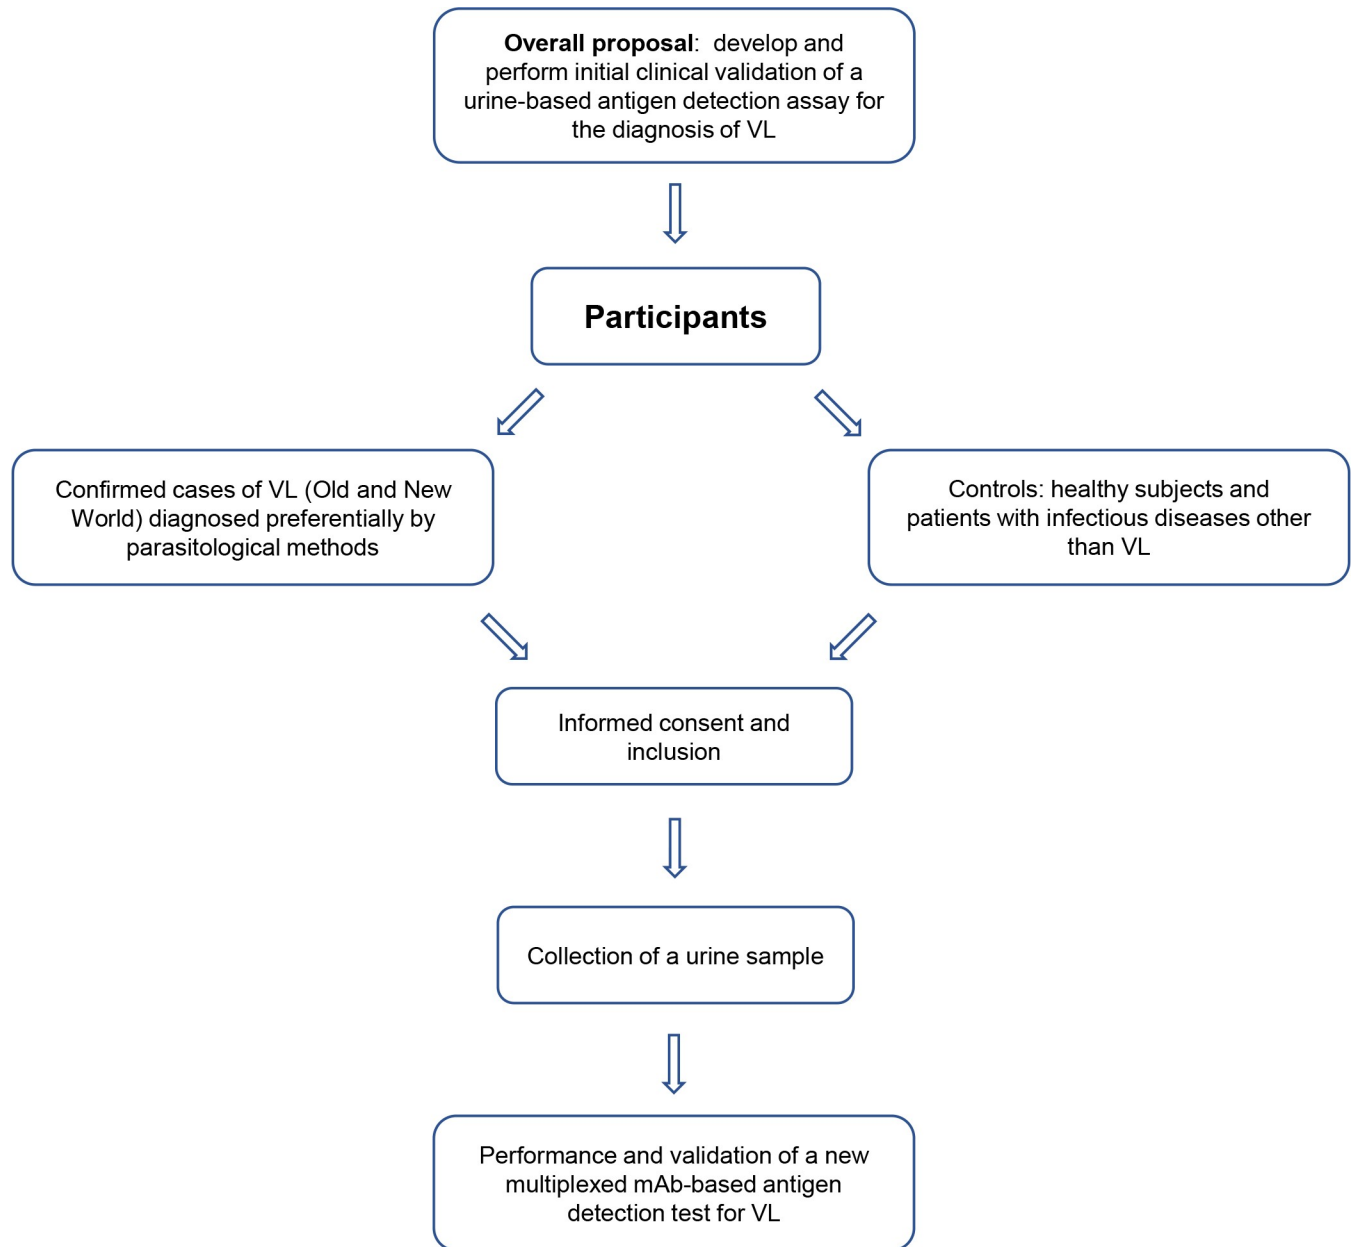 Overall proposal: develop and
perform initial clinical validation of a
urine-based antigen detection assay for
the diagnosis of VL
Participants
Confirmed cases of VL (Old and New
World) diagnosed preferentially by
parasitological methods
Controls: healthy subjects and
patients with infectious diseases other
than VL
Informed consent and
inclusion
Collection of a urine sample
Performance and validation of a new
multiplexed mAb-based antigen
detection test for VL